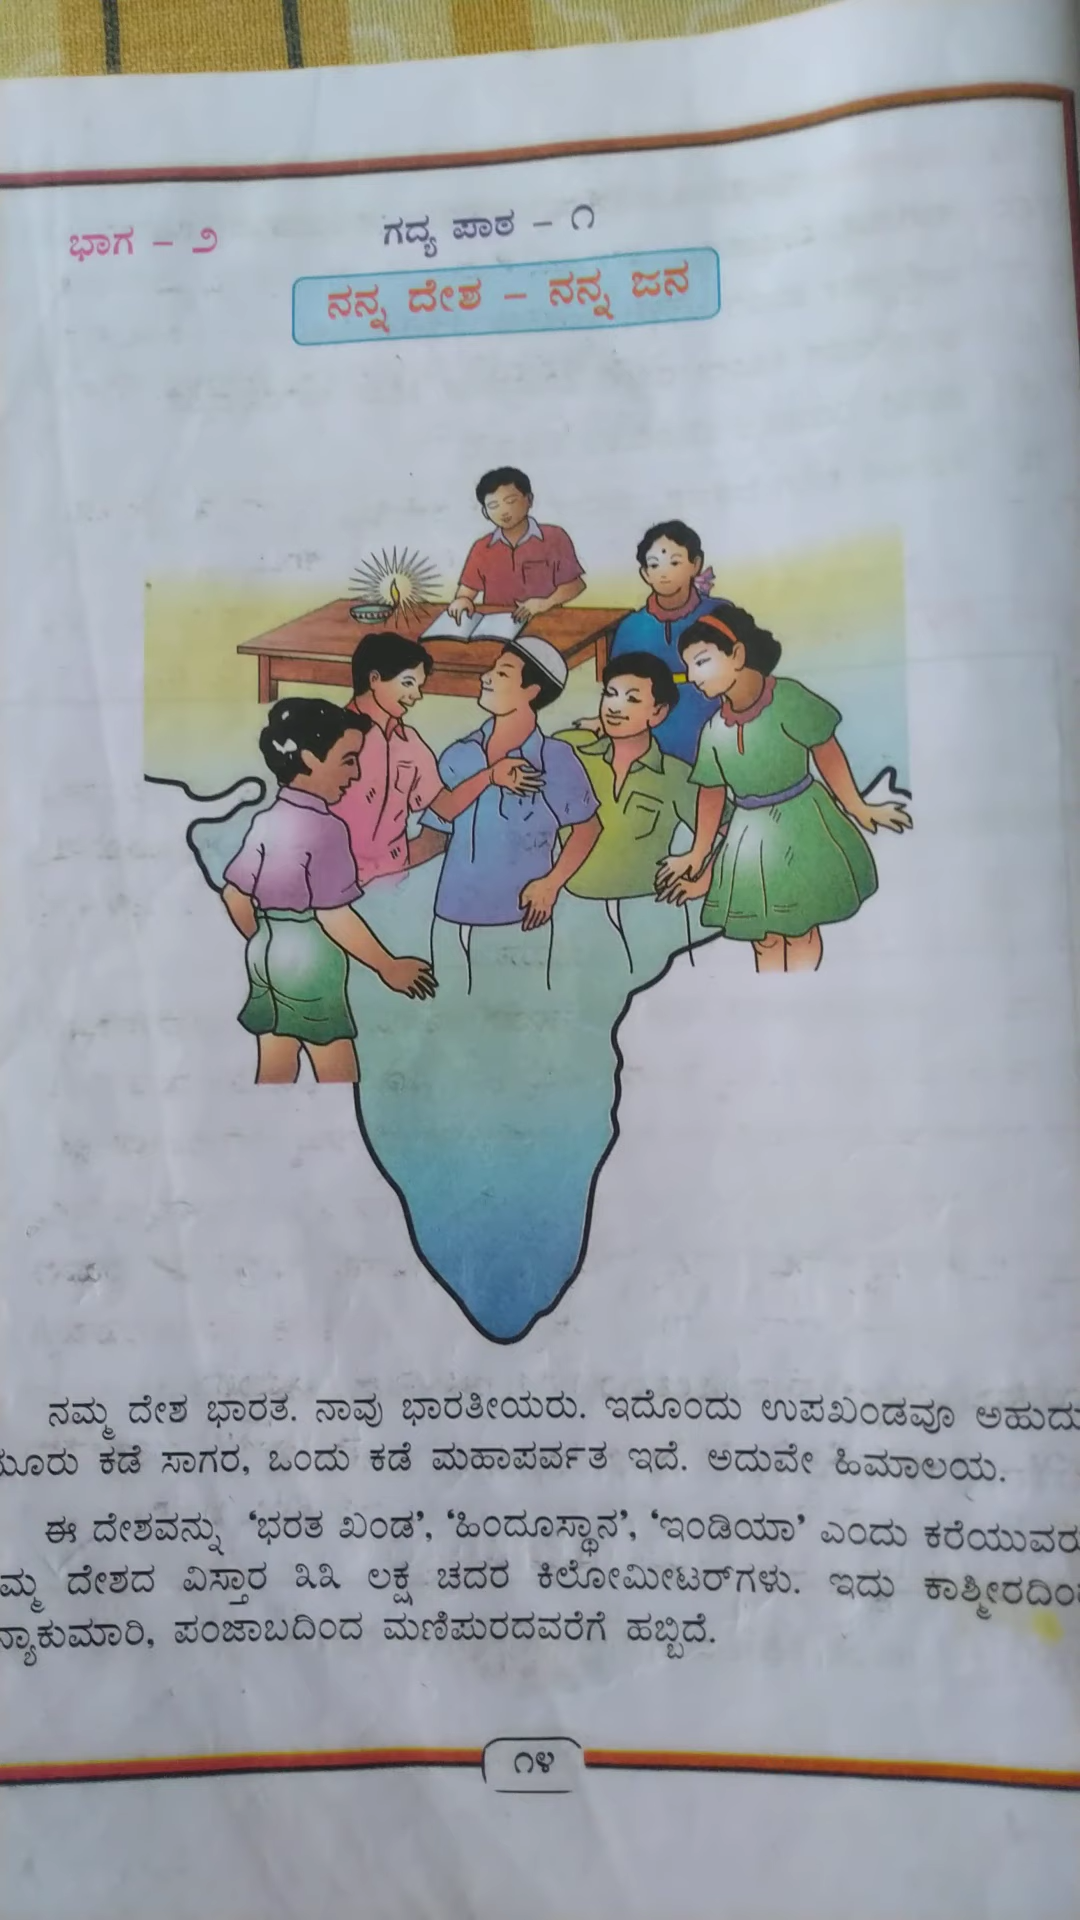 ಭಾಗ – ೨
ಗದ್ಯ ಪಾಠ – ೧
ನನ್ನ ದೇಶ – ನನ್ನ ಜನ
ನಮ್ಮ ದೇಶ ಭಾರತ. ನಾವು ಭಾರತೀಯರು. ಇದೊಂದು ಉಪಖಂಡವೂ ಅಹುದು
ಮೂರು ಕಡೆ ಸಾಗರ, ಒಂದು ಕಡೆ ಮಹಾಪರ್ವತ ಇದೆ. ಅದುವೇ ಹಿಮಾಲಯ.
ಈ ದೇಶವನ್ನು ‘ಭರತ ಖಂಡ’, ‘ಹಿಂದೂಸ್ಥಾನ’, ‘ಇಂಡಿಯಾ’ ಎಂದು ಕರೆಯುವರು
ದೇಶದ ವಿಸ್ತಾರ ೩೩ ಲಕ್ಷ ಚದರ ಕಿಲೋಮೀಟರ್‌ಗಳು. ಇದು
ಪಂಜಾಬದಿಂದ ಮಣಿಪುರದವರೆಗೆ ಹಬ್ಬಿದೆ.
೧೪